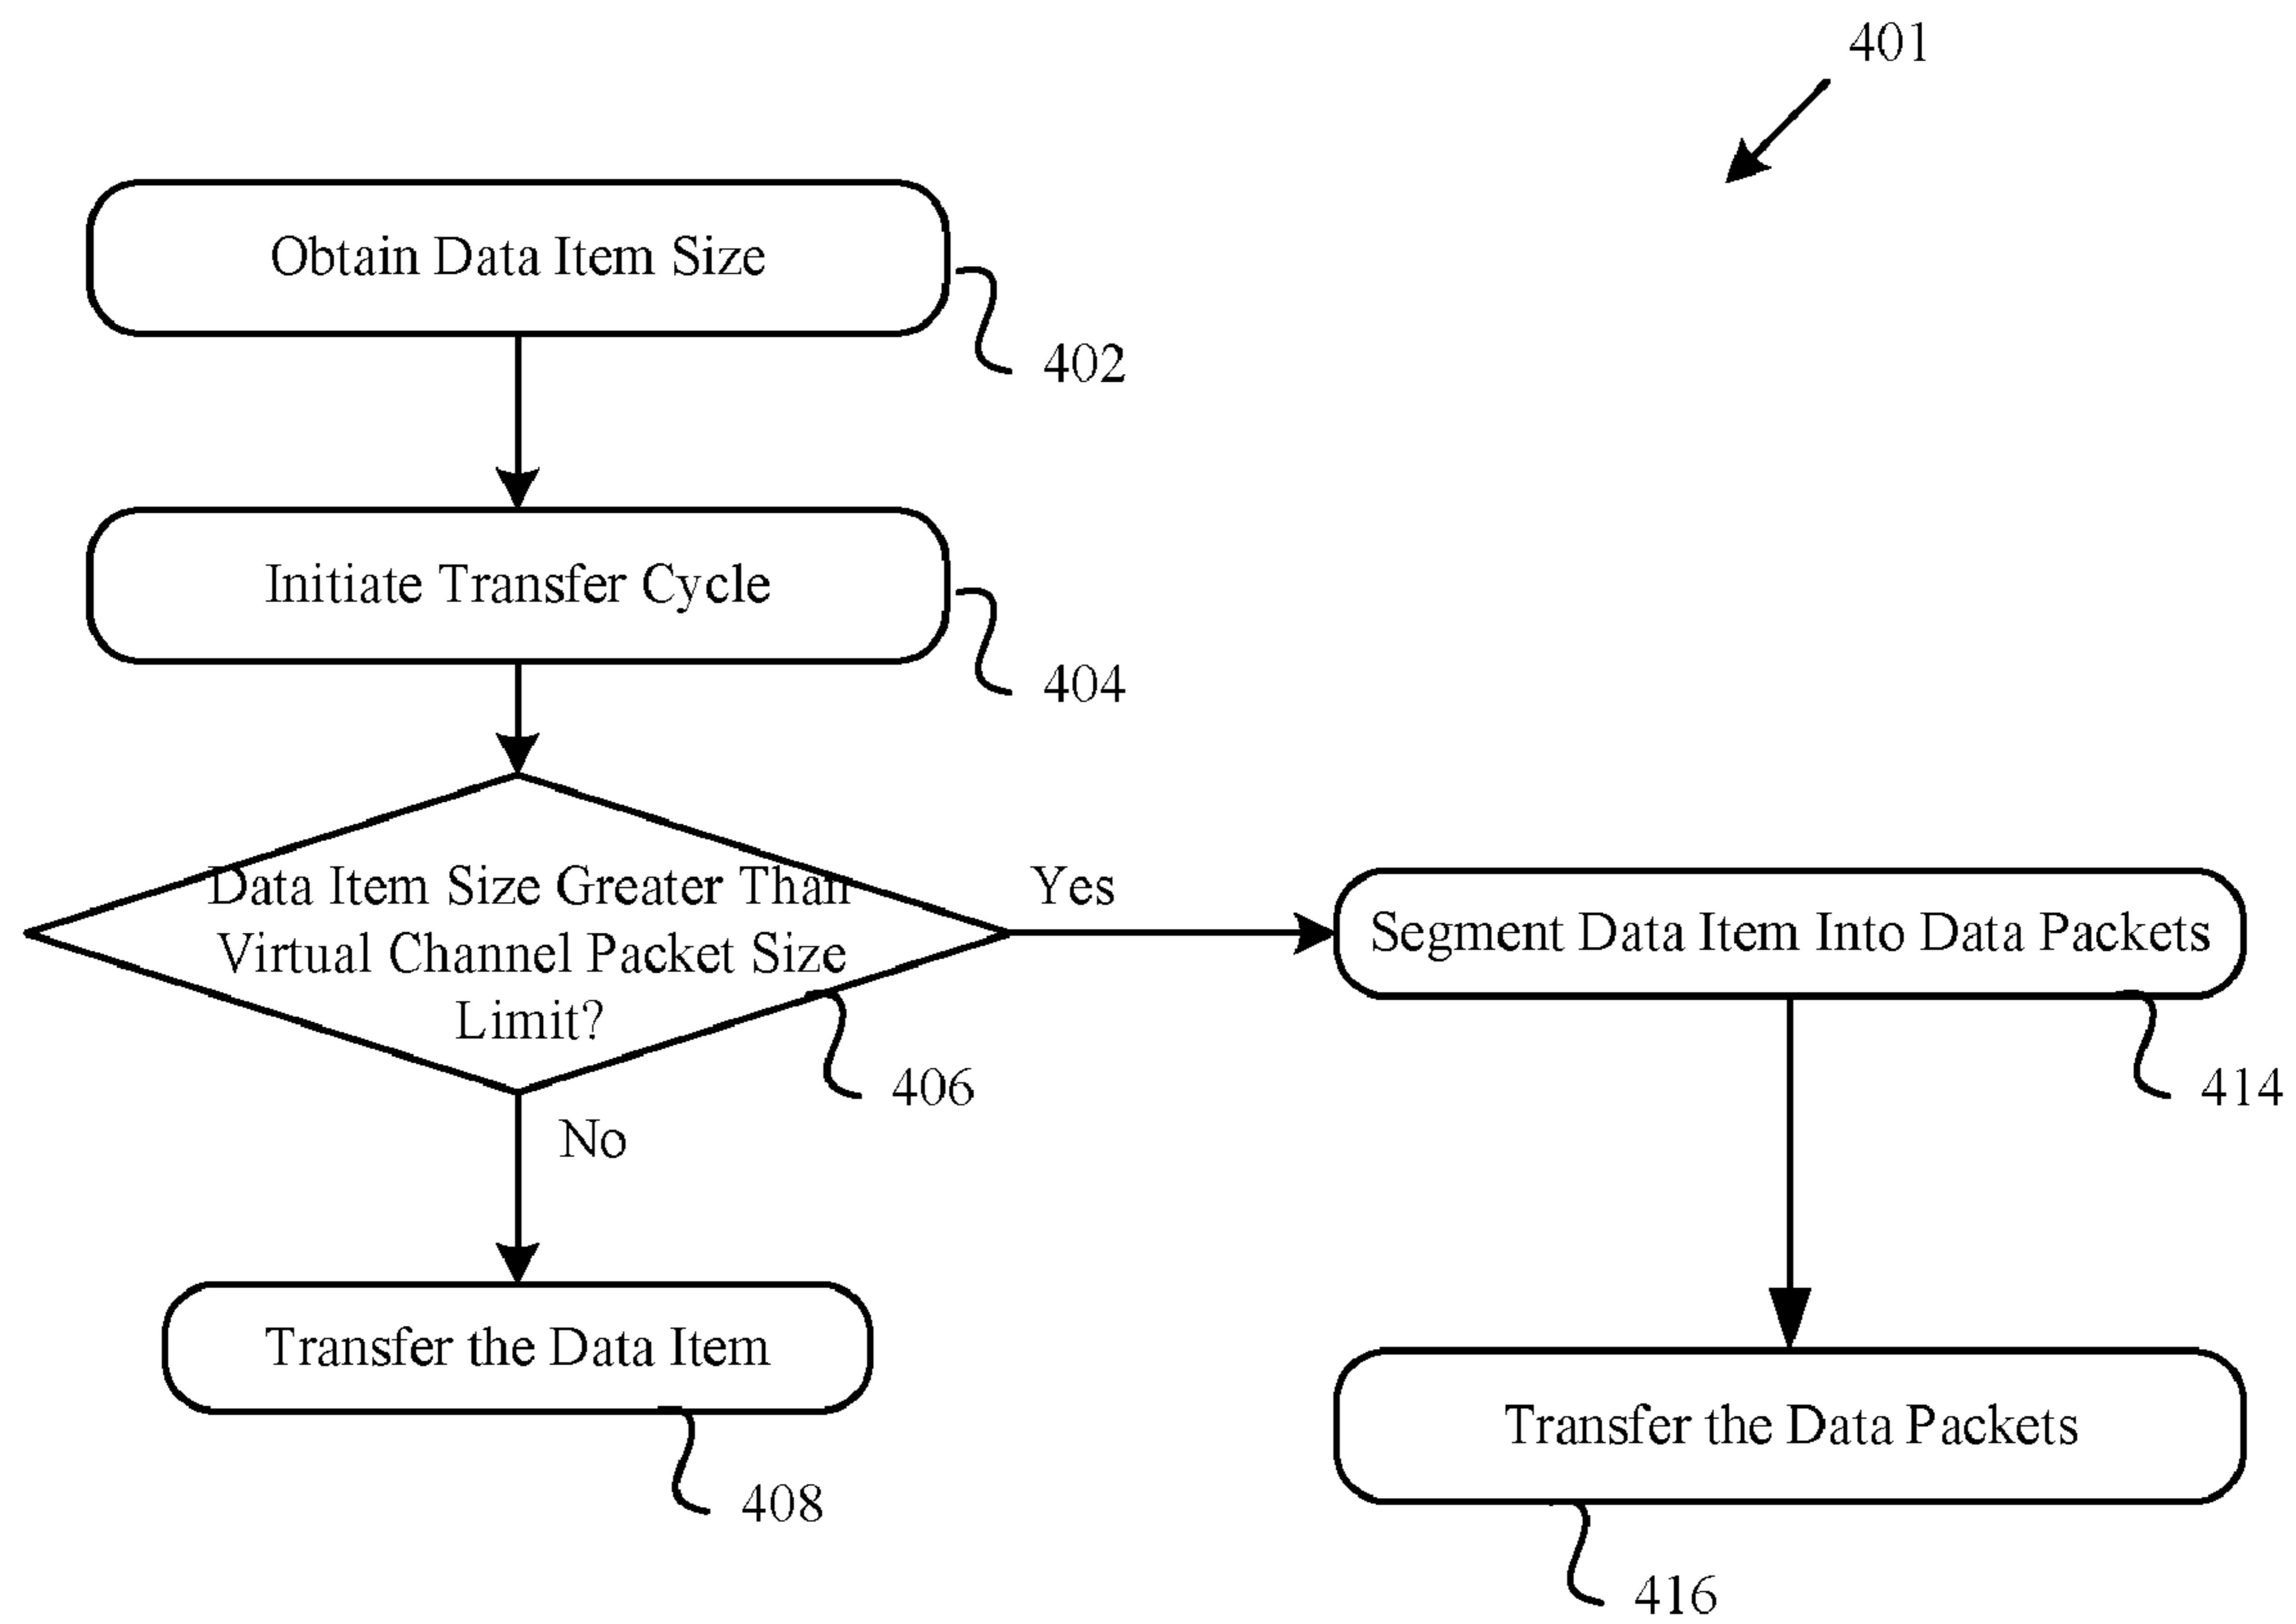 401
Obtain Data Item Size
402
Initiate Transfer Cycle
404
Data Item Size Greater Than
Virtual Channel Packet Size
Limit?
406
Yes
Segment Data Item Into Data Packets
414
No
Transfer the Data Item
408
Transfer the Data Packets
416